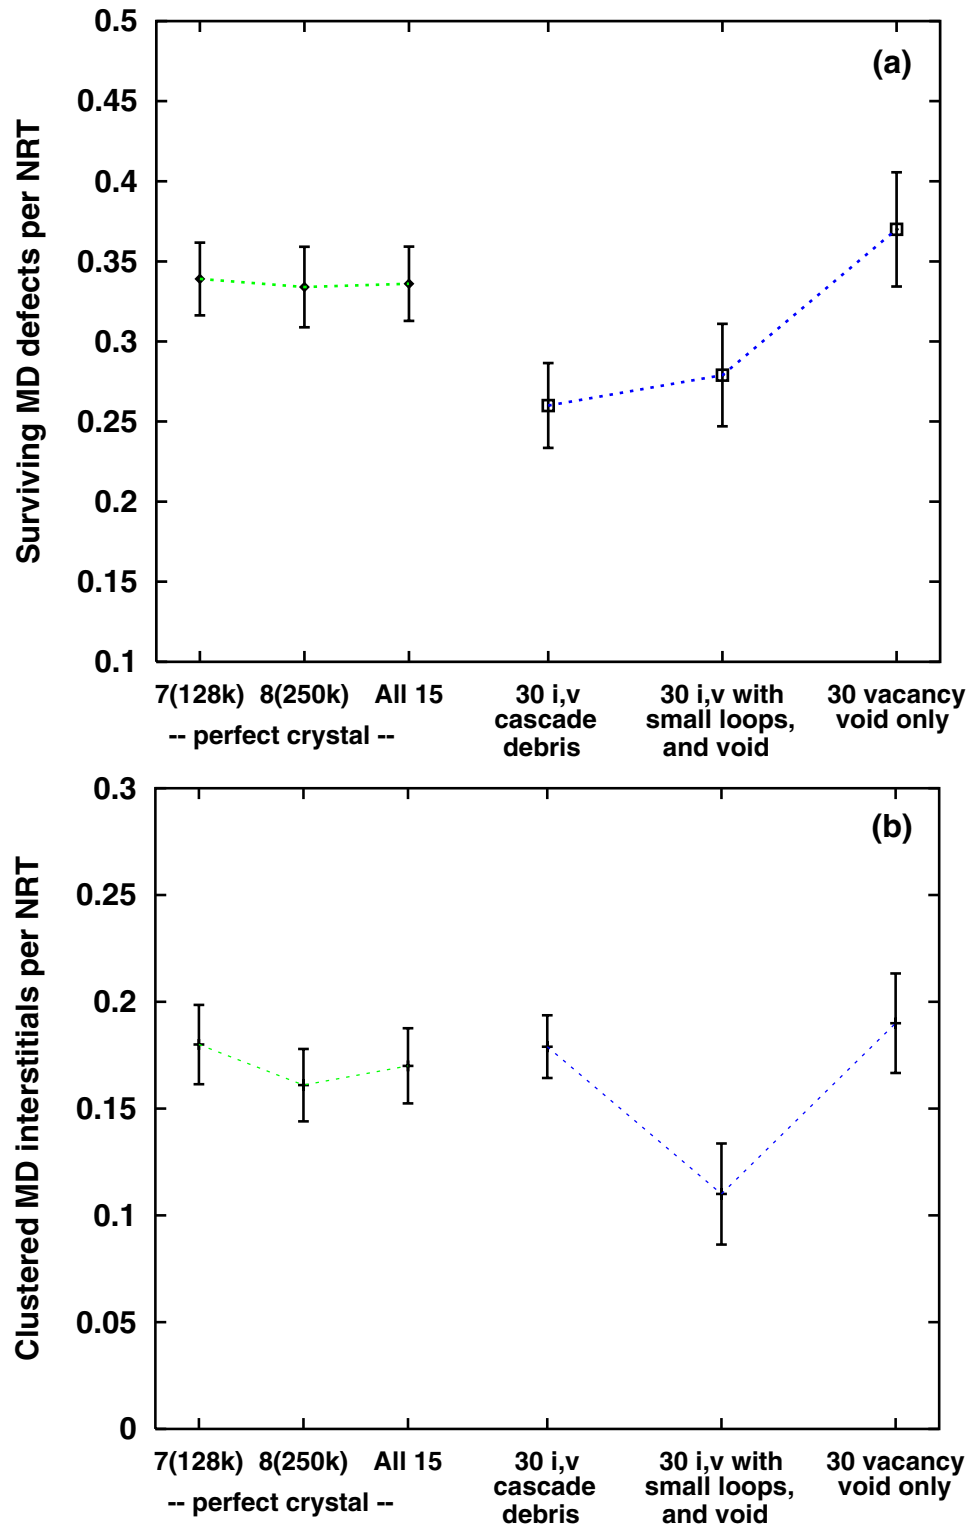 (a)
Surviving MD defects per NRT
0.5
0.45
0.4
0.35
0.3
0.25
0.2
0.15
0.1
7(128k) 8(250k) All 15
-- perfect crystal --
30 i,v
cascade
debris
30 i,v with
small loops,
and void
30 vacancy
void only
(b)
Clustered MD interstitials per NRT
0.3
0.25
0.2
0.15
0.1
0.05
0
7(128k) 8(250k) All 15
-- perfect crystal --
30 i,v
cascade
debris
30 i,v with
small loops,
and void
30 vacancy
void only